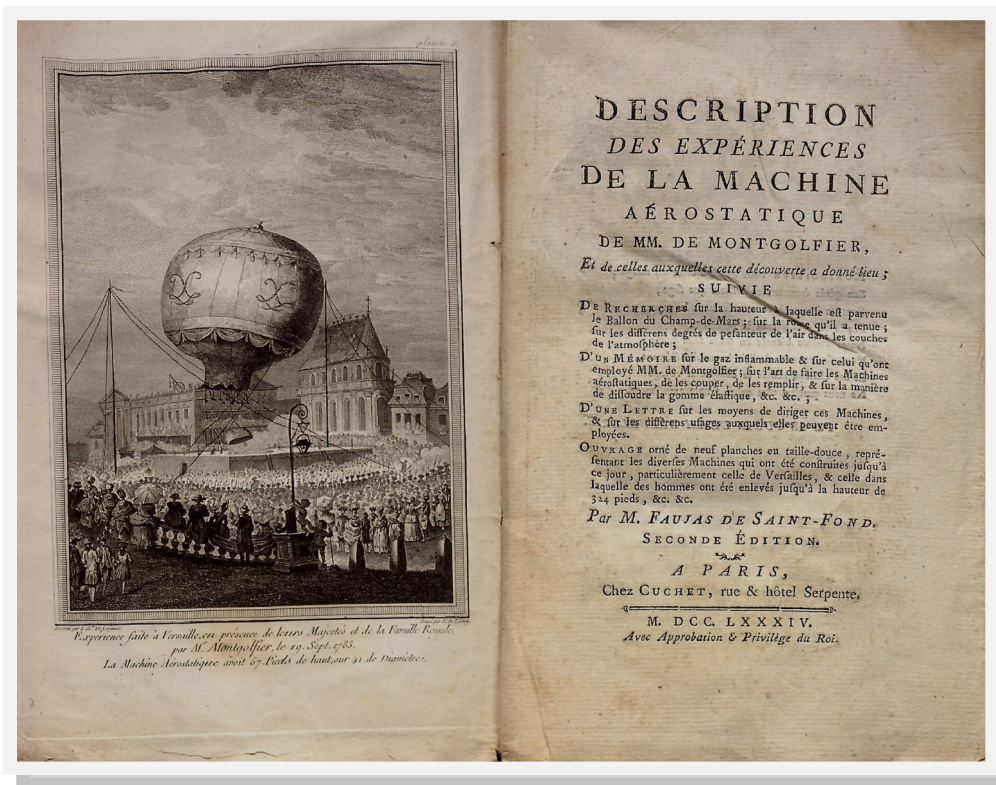 planche 5.
Expérience faite à Versaille, en présence de leurs Majestés et de la Famille Royale,
par M. Montgolfier, le 19. Sept. 1783.
La Machine Aérostatique avoit 57. Pieds de haut, sur 41. de Diamètre.
DESCRIPTION
DES EXPÉRIENCES
DE LA MACHINE
AÉROSTATIQUE
DE MM. DE MONTGOLFIER,
Et de celles auxquelles cette découverte a donné lieu ;
SUIVIE
DE RECHERCHES ſur la hauteur à laquelle eſt parvenu
le Ballon du Champ-de-Mars ; ſur la route qu'il a tenue ;
ſur les différens degrés de peſanteur de l'air dans les couches
de l'atmoſphère ;
D'UN MÉMOIRE ſur le gaz inflammable & ſur celui qu'ont
employé MM. de Montgolfier ; ſur l'art de faire les Machines
aéroſtatiques, de les couper, de les remplir, & ſur la manière
de diſſoudre la gomme élaſtique, &c. &c. ;
D'UNE LETTRE ſur les moyens de diriger ces Machines,
& ſur les différens uſages auxquels elles peuvent être em-
ployées.
OUVRAGE orné de neuf planches en taille-douce, repré-
ſentant les diverſes Machines qui ont été conſtruites juſqu'à
ce jour, particulièrement celle de Verſailles, & celle dans
laquelle des hommes ont été enlevés juſqu'à la hauteur de
324 pieds, &c. &c.
Par M. FAUJAS DE SAINT-FOND.
SECONDE ÉDITION.
A PARIS,
Chez CUCHET, rue & hôtel Serpente,
M. DCC. LXXXIV.
Avec Approbation & Privilége du Roi.